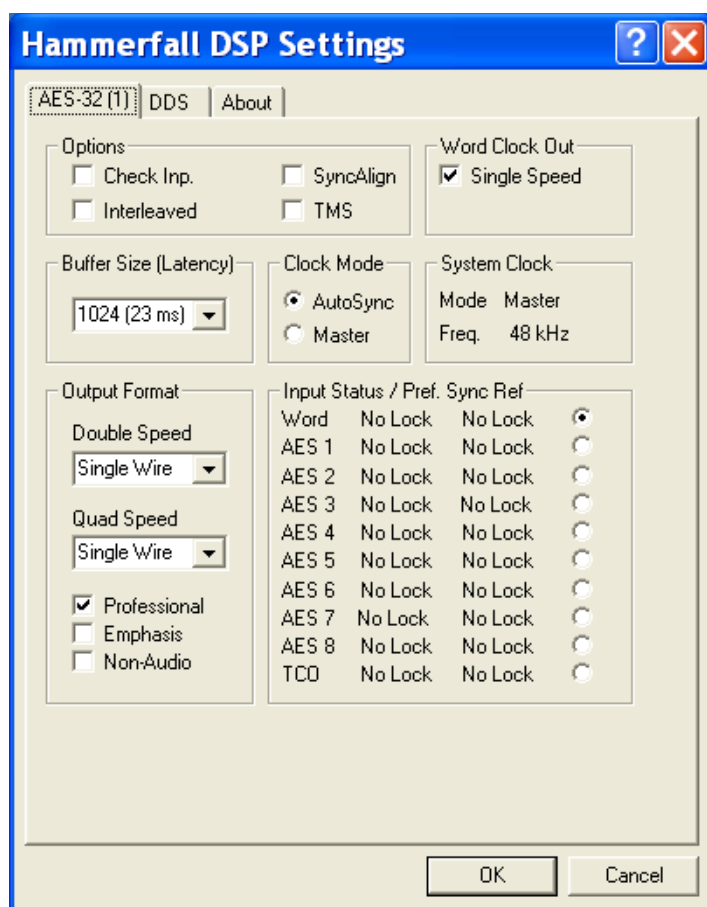 Hammerfall DSP Settings
AES-32 (1) DDS About
Options
Check Inp. SyncAlign
Interleaved TMS
Word Clock Out
Single Speed
Buffer Size (Latency)
1024 (23 ms)
Clock Mode
AutoSync
Master
System Clock
Mode Master
Freq. 48 kHz
Output Format
Double Speed
Single Wire
Quad Speed
Single Wire
Professional
Emphasis
Non-Audio
Input Status / Pref. Sync Ref
Word No Lock No Lock
AES 1 No Lock No Lock
AES 2 No Lock No Lock
AES 3 No Lock No Lock
AES 4 No Lock No Lock
AES 5 No Lock No Lock
AES 6 No Lock No Lock
AES 7 No Lock No Lock
AES 8 No Lock No Lock
TCO No Lock No Lock
OK Cancel